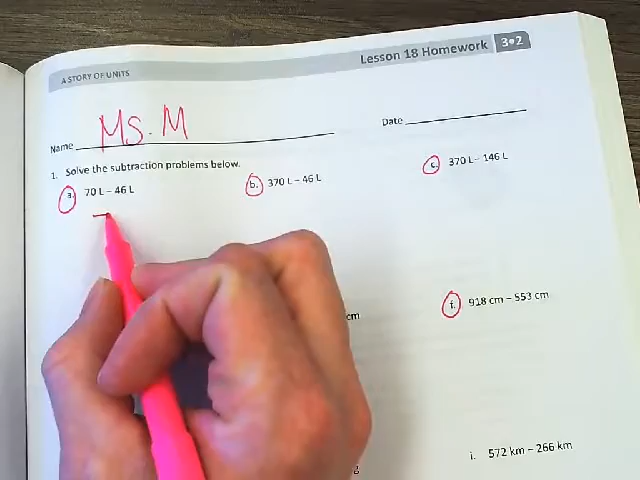 A STORY OF UNITS
Lesson 18 Homework 3•2
Name Ms. M Date
1. Solve the subtraction problems below.
a. 70 L – 46 L
b. 370 L – 46 L
c. 370 L – 146 L
cm
f. 918 cm – 553 cm
i. 572 km – 266 km
g